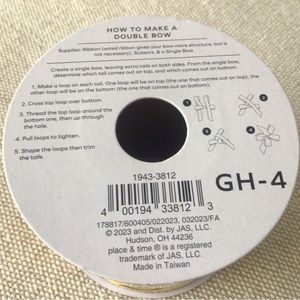 HOW TO MAKE A
DOUBLE BOW
Supplies: Ribbon (wired ribbon gives your bow more structure, but is
not necessary), Scissors, & a Single Bow
Create a single bow, leaving extra tails on both sides. From the single bow,
determine which tail comes out on top, and which comes out on bottom.
1. Make a loop on each tail. One loop will be on top (the one that comes out on top), the
other loop will be on the bottom (the one that comes out on bottom).
2. Cross top loop over bottom.
3. Thread the top loop around the
bottom one, then up through
the hole.
4. Pull loops to tighten.
5. Shape the loops then trim
the tails.
1
2
3
4
1943-3812
4 00194 33812 3
GH-4
178817/600405/022023, 032023/FA
© 2023 and Dist. by JAS, LLC.
Hudson, OH 44236
place & time ® is a registered
trademark of JAS, LLC.
Made in Taiwan